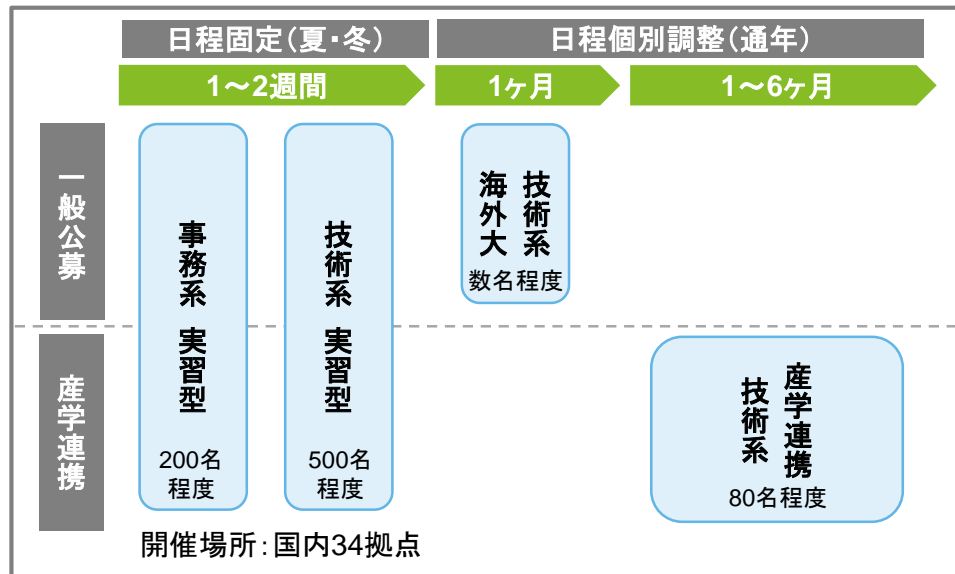 日程固定(夏・冬)
日程個別調整(通年)
1～2週間
1ヶ月
1～6ヶ月
一般公募
産学連携
事務系 実習型
200名
程度
技術系 実習型
500名
程度
技術系
海外大
数名程度
産学連携
技術系
80名程度
開催場所：国内34拠点